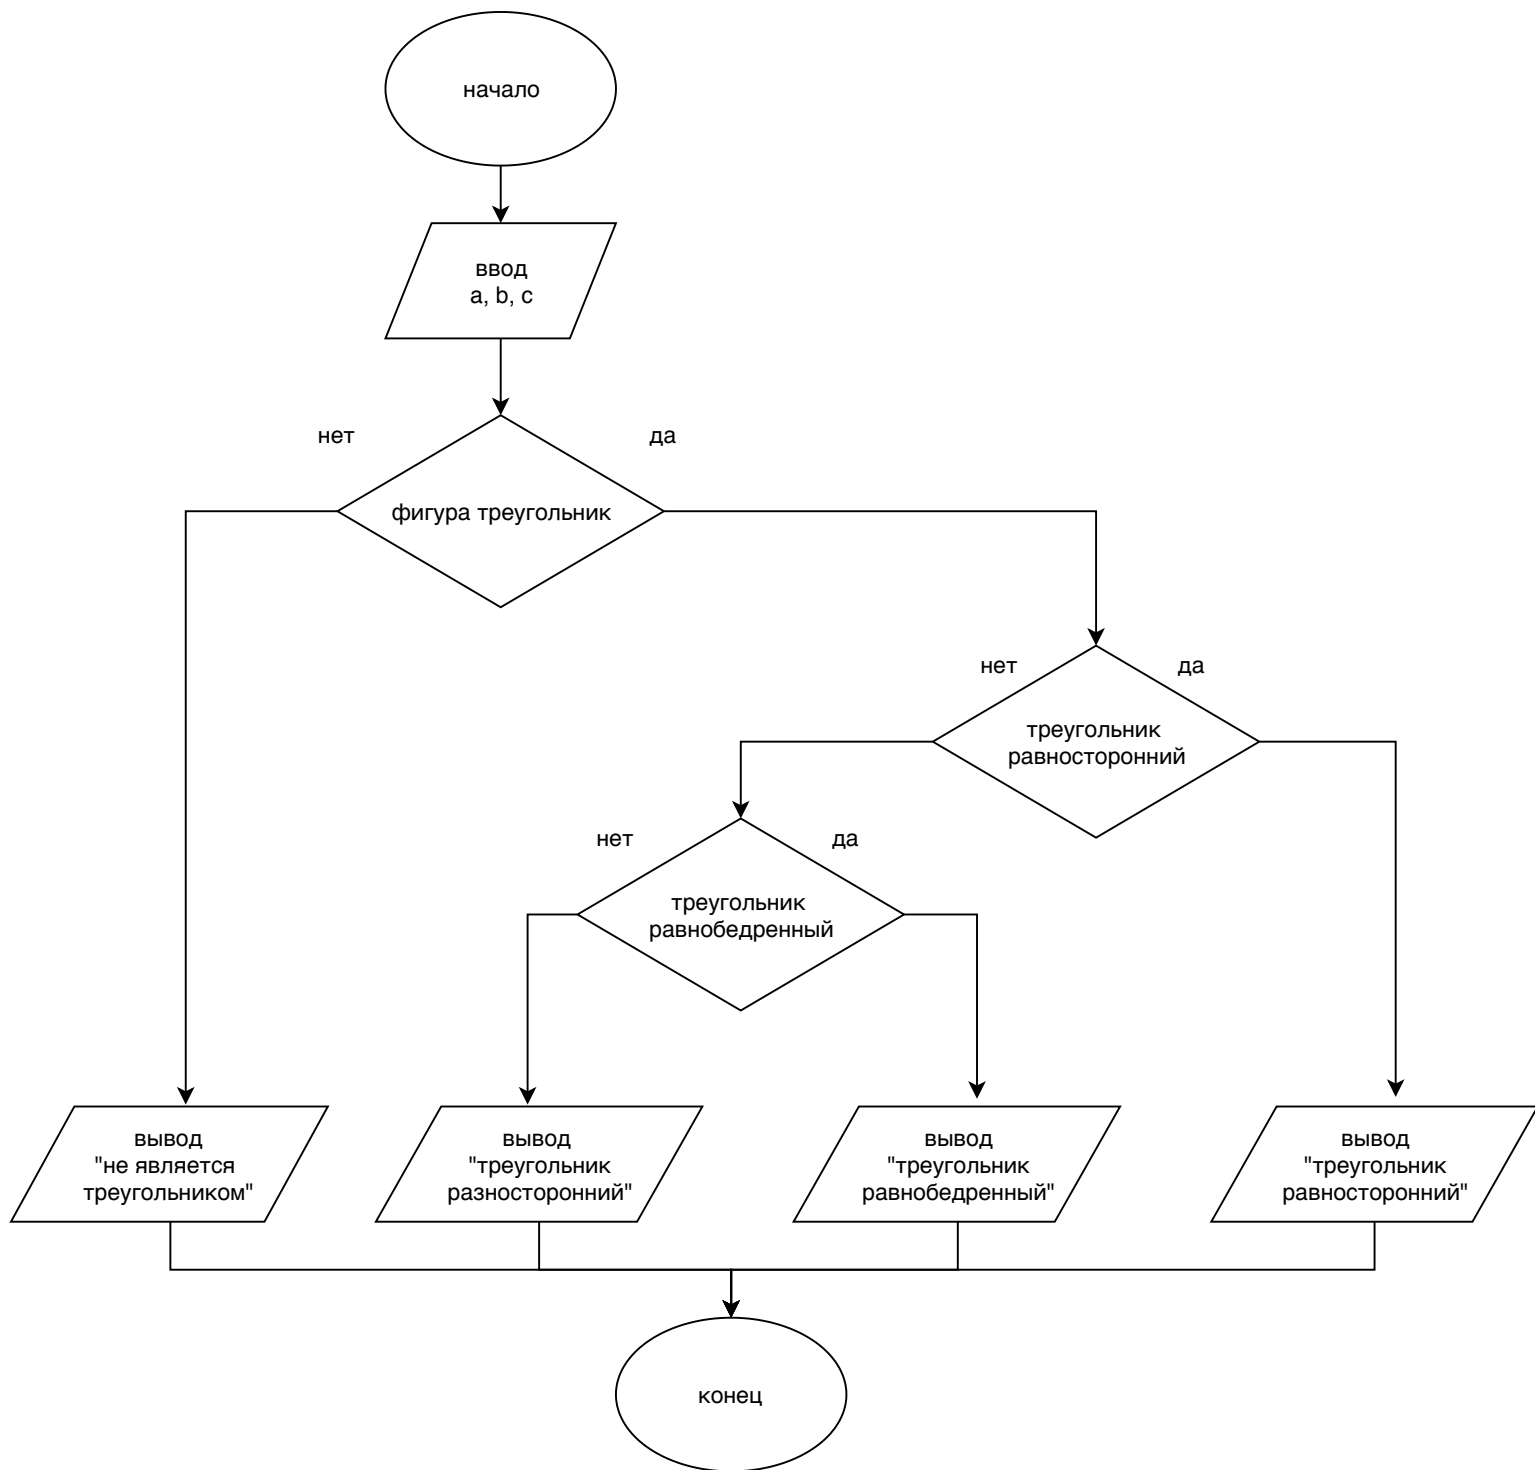 начало
ввод
a, b, c
нет
да
фигура треугольник
нет
да
треугольник
равносторонний
нет
да
треугольник
равнобедренный
вывод
"не является
треугольником"
вывод
"треугольник
разносторонний"
вывод
"треугольник
равнобедренный"
вывод
"треугольник
равносторонний"
конец